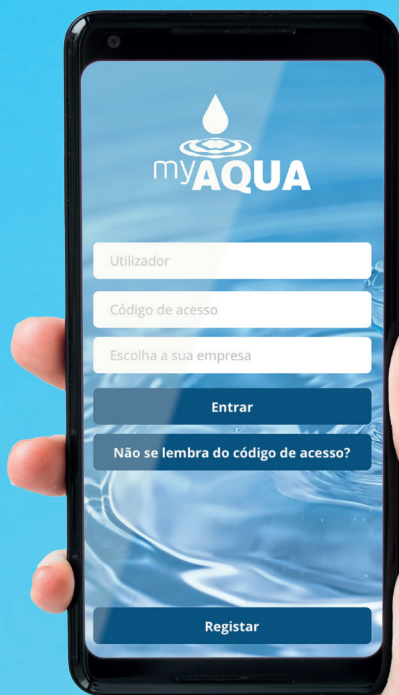 myAQUA
Utilizador
Código de acesso
Escolha a sua empresa
Entrar
Não se lembra do código de acesso?
Registar